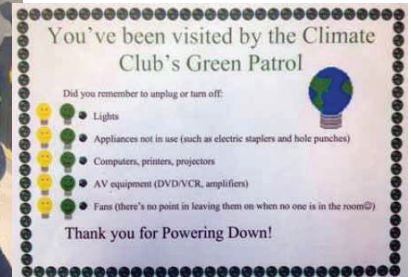 You've been visited by the Climate
Club's Green Patrol
Did you remember to unplug or turn off:
Lights
Appliances not in use (such as electric staplers and hole punches)
Computers, printers, projectors
AV equipment (DVD/VCR, amplifiers)
Fans (there's no point in leaving them on when no one is in the room☺)
Thank you for Powering Down!